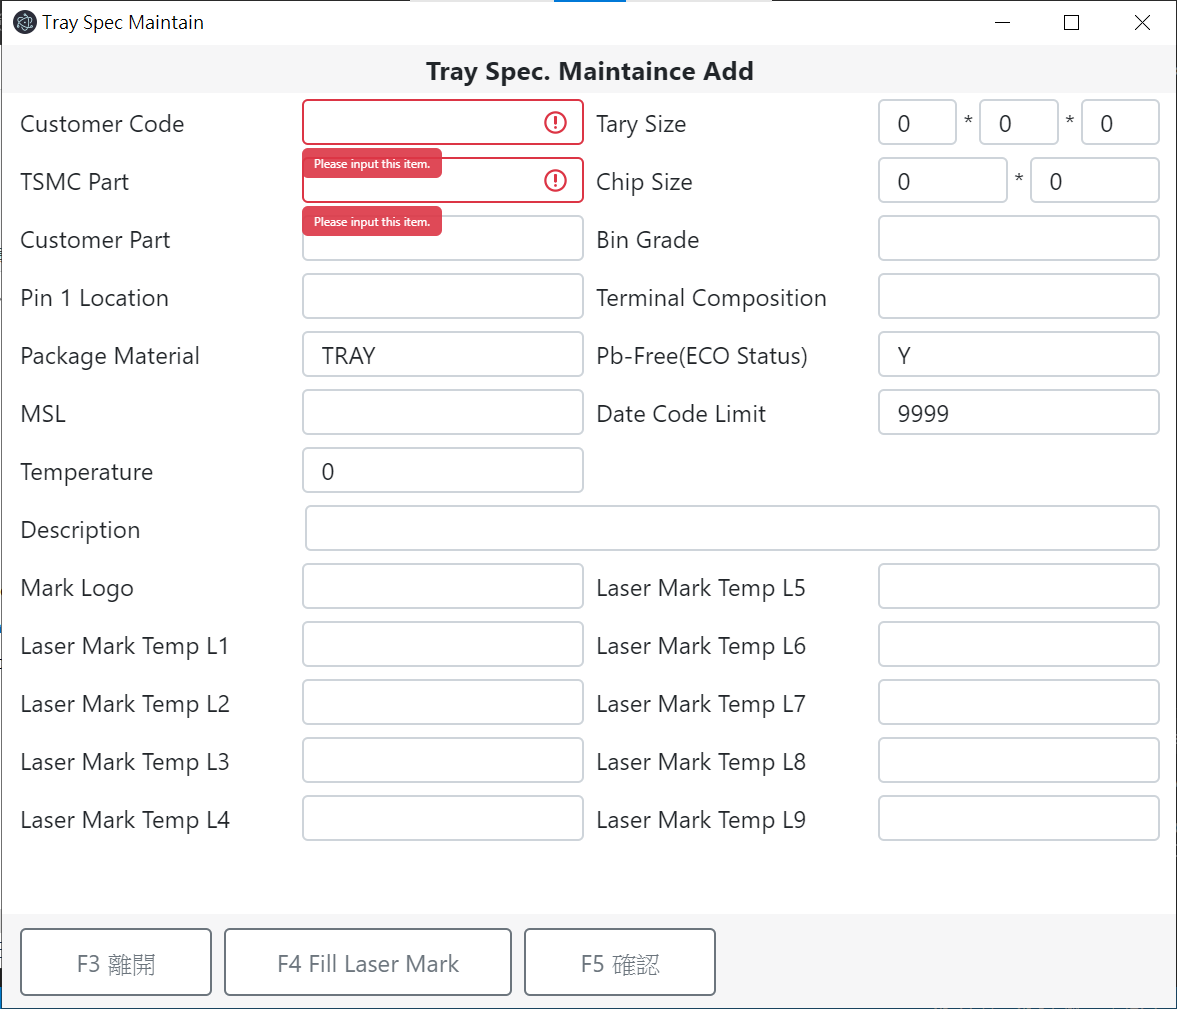 Tray Spec Maintain
Tray Spec. Maintaince Add
Customer Code
Tary Size 0 * 0 * 0
Please input this item.
TSMC Part
Chip Size 0 * 0
Please input this item.
Customer Part
Bin Grade
Pin 1 Location
Terminal Composition
Package Material TRAY
Pb-Free(ECO Status) Y
MSL
Date Code Limit 9999
Temperature 0
Description
Mark Logo
Laser Mark Temp L5
Laser Mark Temp L1
Laser Mark Temp L6
Laser Mark Temp L2
Laser Mark Temp L7
Laser Mark Temp L3
Laser Mark Temp L8
Laser Mark Temp L4
Laser Mark Temp L9
F3 離開
F4 Fill Laser Mark
F5 確認